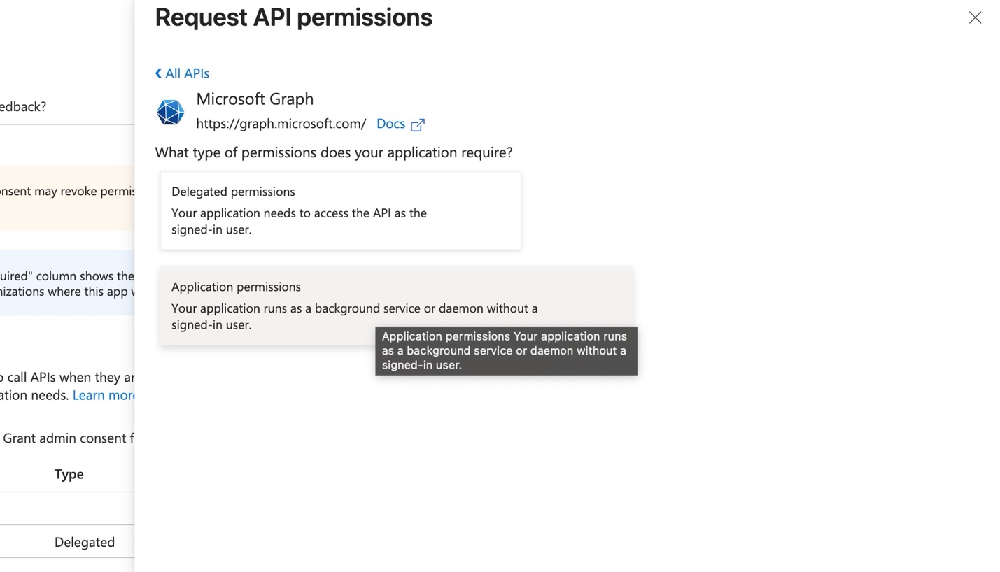 Request API permissions
All APIs
Microsoft Graph
https://graph.microsoft.com/ Docs
What type of permissions does your application require?
Delegated permissions
Your application needs to access the API as the
signed-in user.
Application permissions
Your application runs as a background service or daemon without a
signed-in user.
Application permissions Your application runs
as a background service or daemon without a
signed-in user.
edback?
onsent may revoke permis
uired" column shows the
nizations where this app
call APIs when they
ation needs. Learn more
Grant admin consent f
Type
Delegated